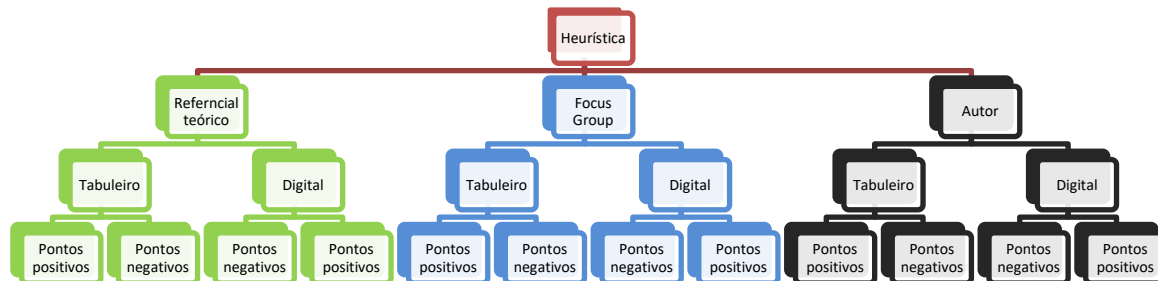 Heurística
Referncial
teórico
Focus
Group
Autor
Tabuleiro
Digital
Tabuleiro
Digital
Tabuleiro
Digital
Pontos
positivos
Pontos
negativos
Pontos
negativos
Pontos
positivos
Pontos
positivos
Pontos
negativos
Pontos
negativos
Pontos
positivos
Pontos
positivos
Pontos
negativos
Pontos
negativos
Pontos
positivos